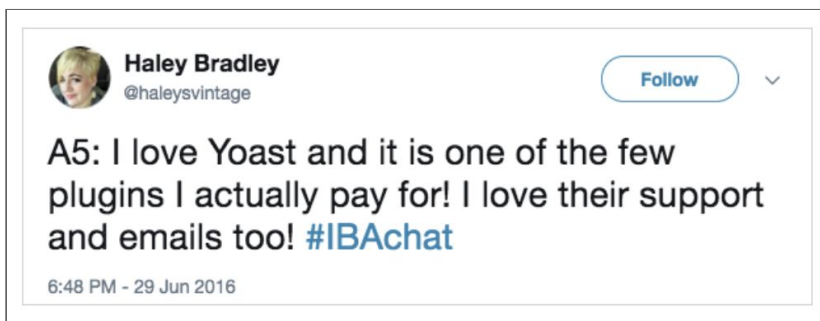 Haley Bradley
@haleysvintage
Follow
A5: I love Yoast and it is one of the few
plugins I actually pay for! I love their support
and emails too! #IBAchat
6:48 PM - 29 Jun 2016